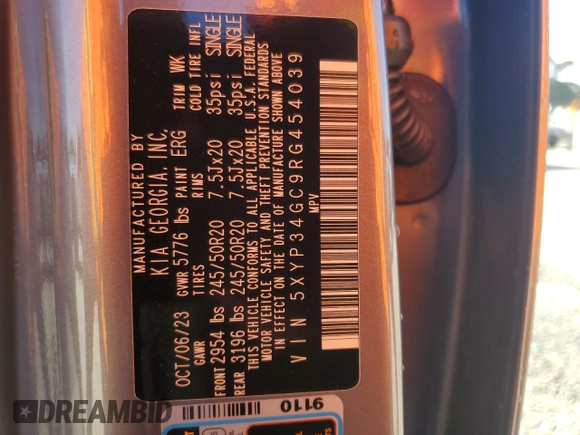 MANUFACTURED BY
KIA GEORGIA, INC.
OCT/06/23 GVWR 5776 lbs PAINT ERG TRIM WK
GAWR TIRES RIMS COLD TIRE INFL
FRONT 2954 lbs 245/50R20 7.5Jx20 35psi SINGLE
REAR 3196 lbs 245/50R20 7.5Jx20 35psi SINGLE
THIS VEHICLE CONFORMS TO ALL APPLICABLE U.S.A. FEDERAL
MOTOR VEHICLE SAFETY AND THEFT PREVENTION STANDARDS
IN EFFECT ON THE DATE OF MANUFACTURE SHOWN ABOVE
VIN 5XYP34GC9RG454039
MPV
9110
DREAMBID